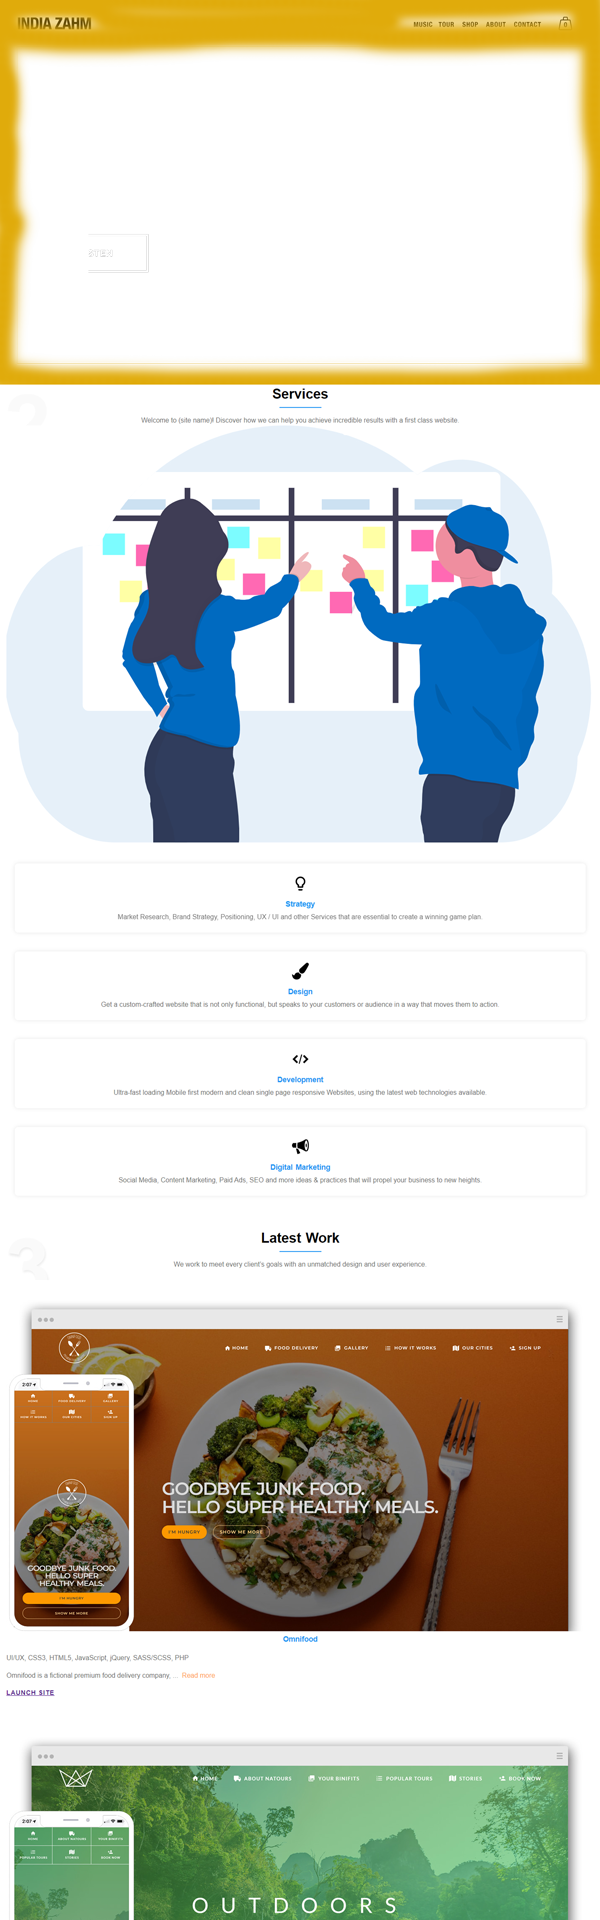 INDIA ZAHM
MUSIC TOUR SHOP ABOUT CONTACT 0
Services
Welcome to (site name)! Discover how we can help you achieve incredible results with a first class website.
Strategy
Market Research, Brand Strategy, Positioning, UX / UI and other Services that are essential to create a winning game plan.
Design
Get a custom-crafted website that is not only functional, but speaks to your customers or audience in a way that moves them to action.
Development
Ultra-fast loading Mobile first modern and clean single page responsive Websites, using the latest web technologies available.
Digital Marketing
Social Media, Content Marketing, Paid Ads, SEO and more ideas & practices that will propel your business to new heights.
Latest Work
We work to meet every client's goals with an unmatched design and user experience.
HOME FOOD DELIVERY GALLERY HOW IT WORKS OUR CITIES SIGN UP
2:07
HOME FOOD DELIVERY GALLERY
HOW IT WORKS OUR CITIES SIGN UP
GOODBYE JUNK FOOD.
HELLO SUPER HEALTHY MEALS.
I'M HUNGRY SHOW ME MORE
GOODBYE JUNK FOOD.
HELLO SUPER
HEALTHY MEALS.
I'M HUNGRY
SHOW ME MORE
Omnifood
UI/UX, CSS3, HTML5, JavaScript, jQuery, SASS/SCSS, PHP
Omnifood is a fictional premium food delivery company, ... Read more
LAUNCH SITE
HOME ABOUT NATOURS YOUR BINIFITS POPULAR TOURS STORIES BOOK NOW
2:07
HOME ABOUT NATOURS YOUR BINIFITS
POPULAR TOURS STORIES BOOK NOW
OUTDOORS